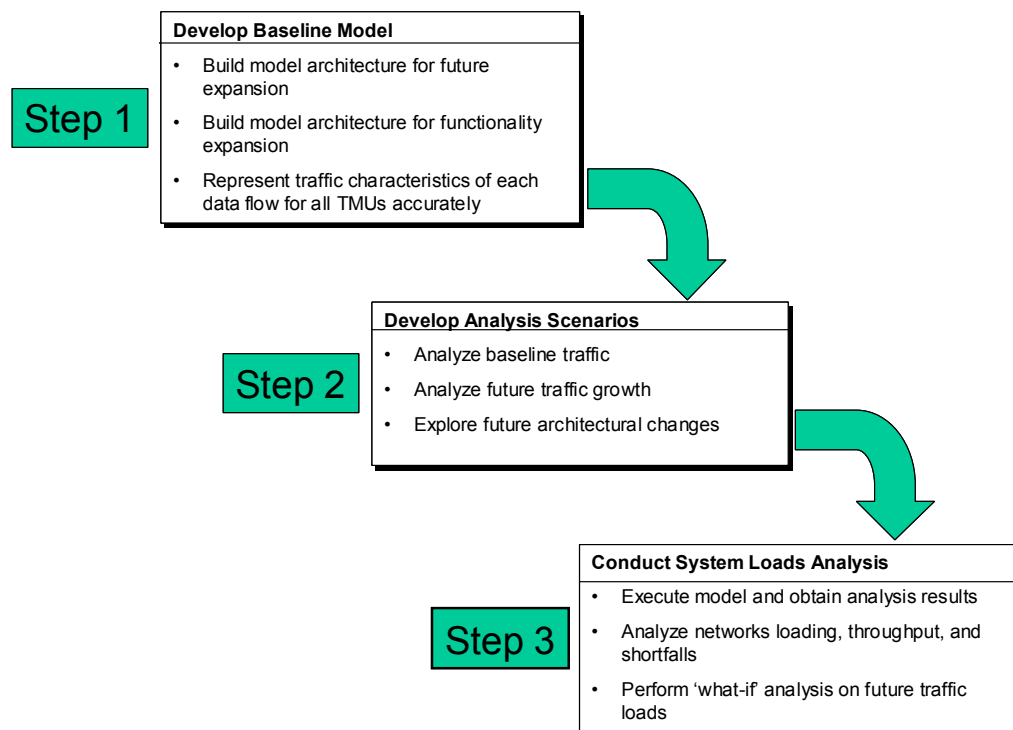 Develop Baseline Model
Step 1
• Build model architecture for future
expansion
• Build model architecture for functionality
expansion
• Represent traffic characteristics of each
data flow for all TMUs accurately
Develop Analysis Scenarios
Step 2
• Analyze baseline traffic
• Analyze future traffic growth
• Explore future architectural changes
Conduct System Loads Analysis
Step 3
• Execute model and obtain analysis results
• Analyze networks loading, throughput, and
shortfalls
• Perform ‘what-if’ analysis on future traffic
loads